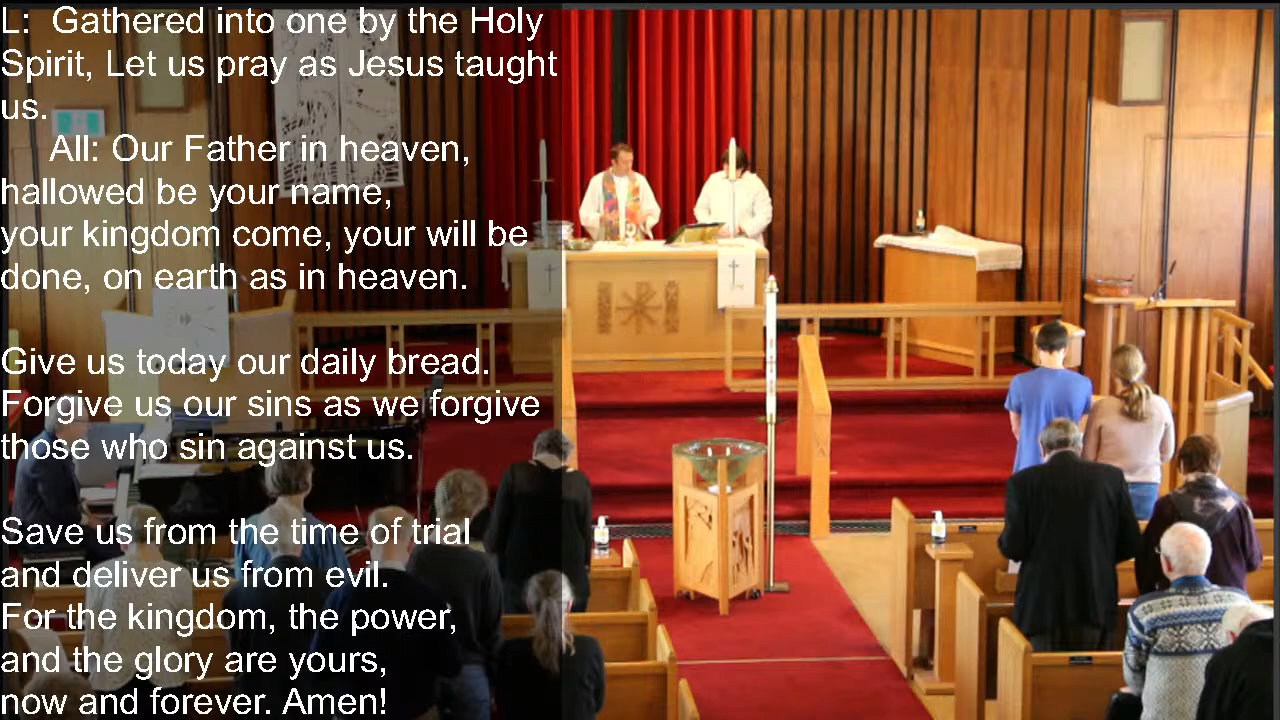 L:  Gathered into one by the Holy
Spirit, Let us pray as Jesus taught
us.
All: Our Father in heaven,
hallowed be your name,
your kingdom come, your will be
done, on earth as in heaven.
Give us today our daily bread.
Forgive us our sins as we forgive
those who sin against us.
Save us from the time of trial
and deliver us from evil.
For the kingdom, the power,
and the glory are yours,
now and forever. Amen!